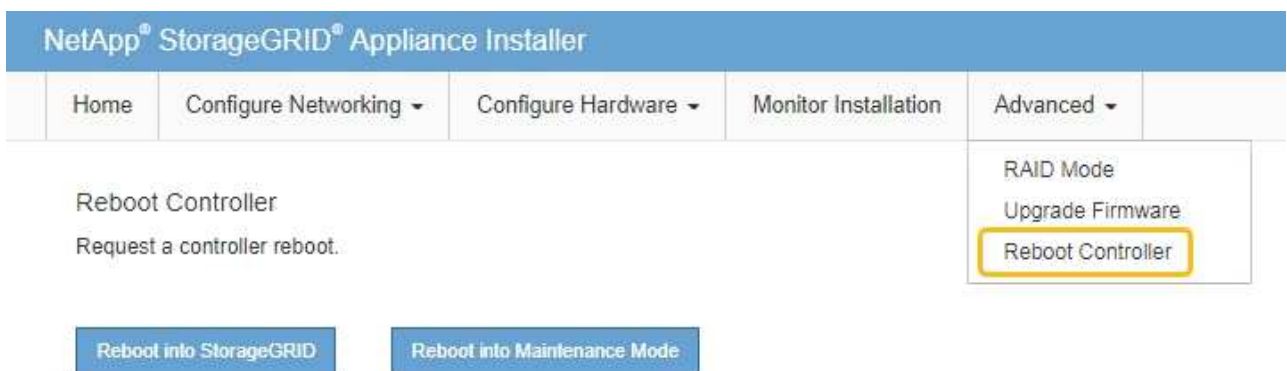 NetApp® StorageGRID® Appliance Installer
Home Configure Networking Configure Hardware Monitor Installation Advanced
RAID Mode
Upgrade Firmware
Reboot Controller
Reboot Controller
Request a controller reboot.
Reboot into StorageGRID Reboot into Maintenance Mode